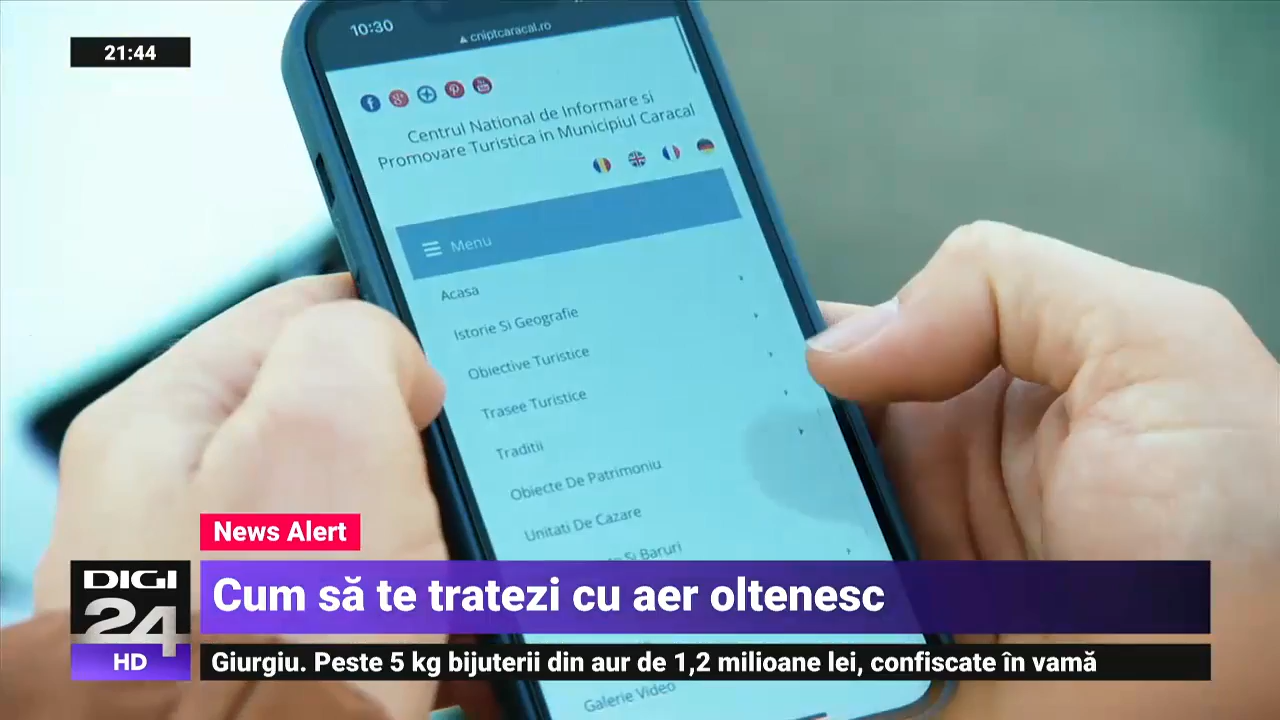 21:44
10:30
cniptcaracal.ro
Centrul National de Informare si
Promovare Turistica in Municipiul Caracal
Menu
Acasa
Istorie Si Geografie
Obiective Turistice
Trasee Turistice
Traditii
Obiecte De Patrimoniu
Unitati De Cazare
Si Baruri
Galerie Video
News Alert
DIGI
24
HD
Cum să te tratezi cu aer oltenesc
Giurgiu. Peste 5 kg bijuterii din aur de 1,2 milioane lei, confiscate în vamă